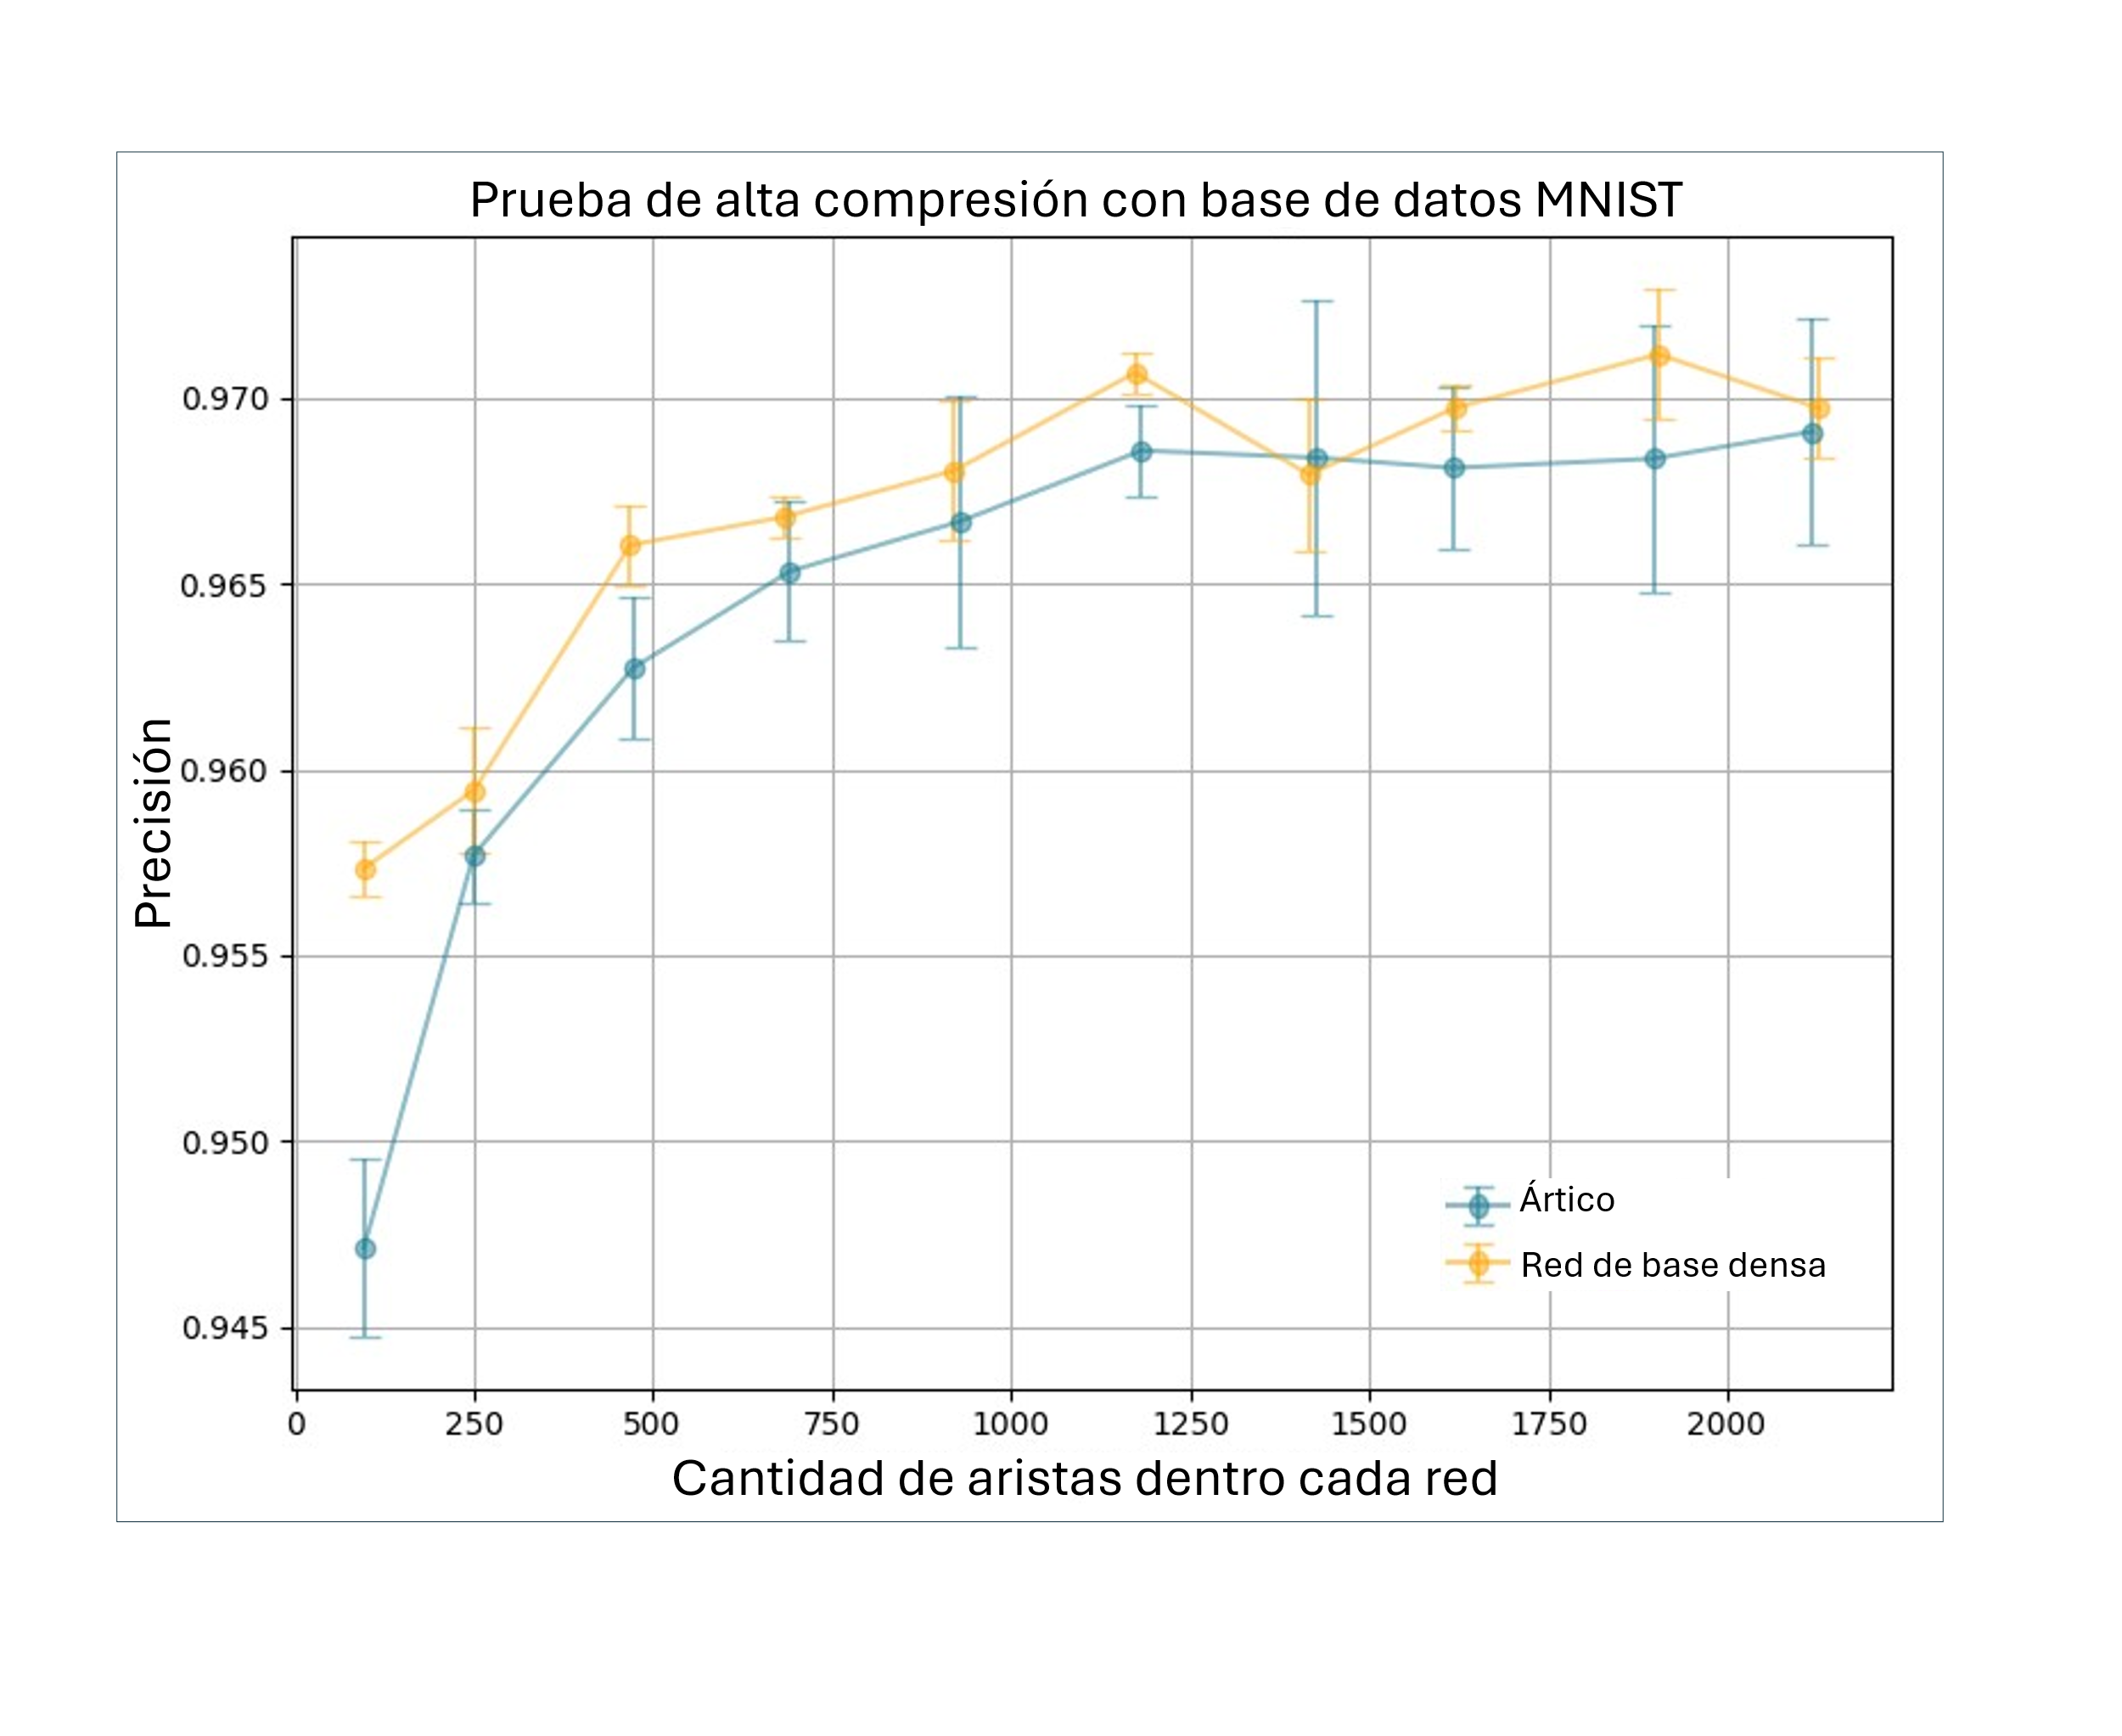 Prueba de alta compresión con base de datos MNIST
Precisión
0.970
0.965
0.960
0.955
0.950
0.945
Ártico
Red de base densa
0 250 500 750 1000 1250 1500 1750 2000
Cantidad de aristas dentro cada red